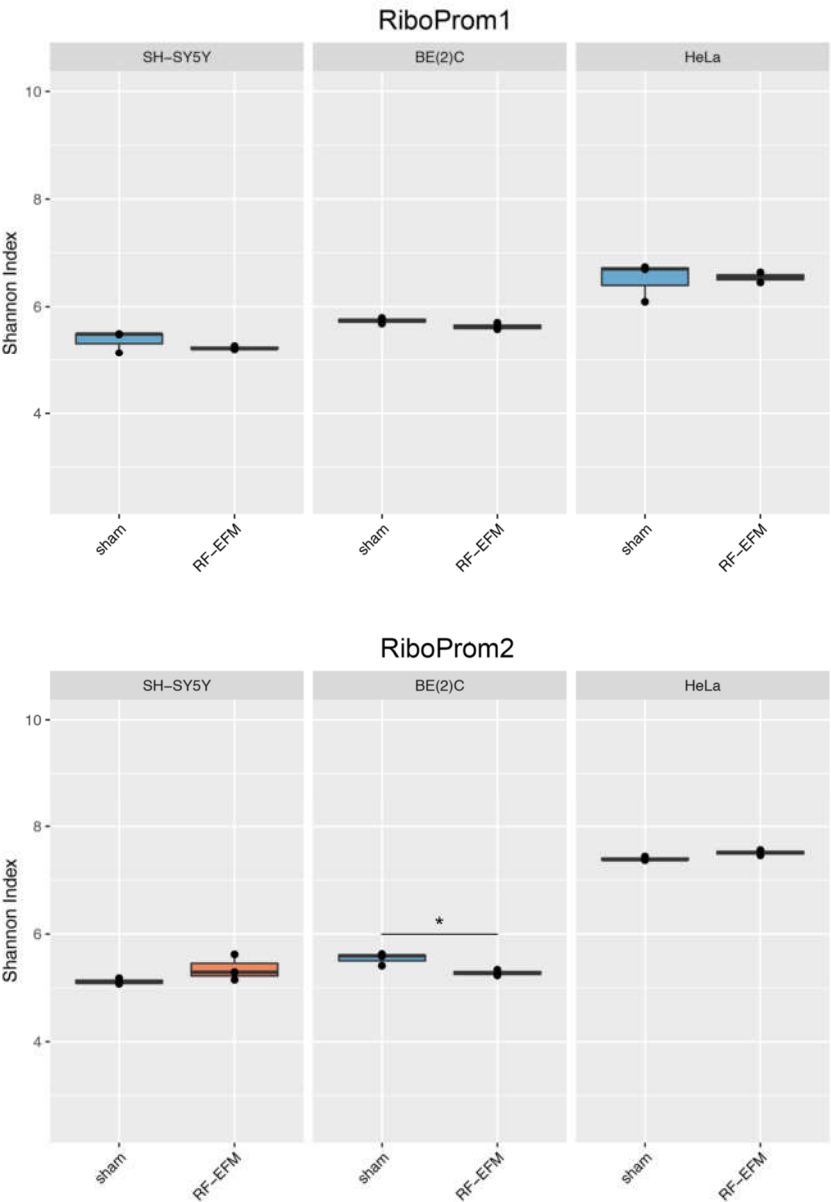 RiboProm1
SH-SY5Y BE(2)C HeLa
10
8
6
4
Shannon Index
sham RF-EFM sham RF-EFM sham RF-EFM
RiboProm2
SH-SY5Y BE(2)C HeLa
10
8
6
4
Shannon Index
*
sham RF-EFM sham RF-EFM sham RF-EFM